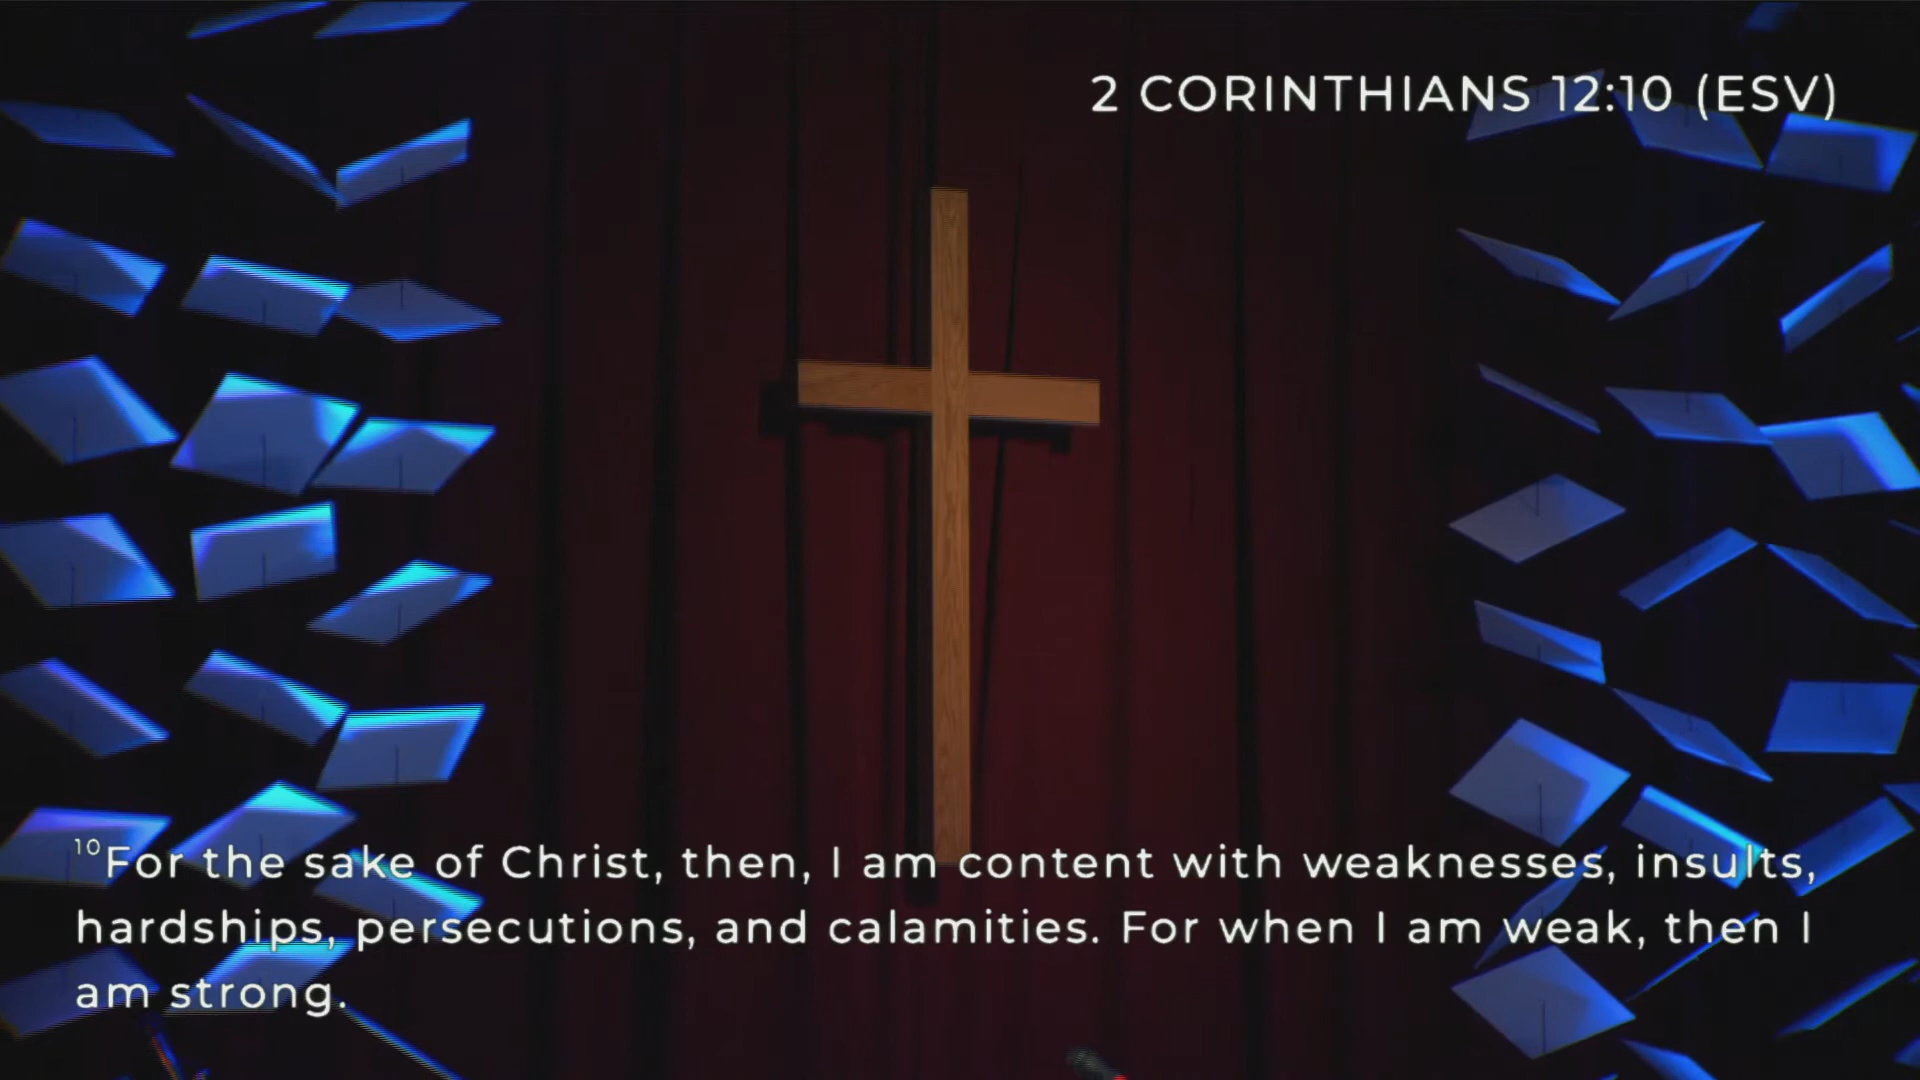 2 CORINTHIANS 12:10 (ESV)
¹⁰For the sake of Christ, then, I am content with weaknesses, insults,
hardships, persecutions, and calamities. For when I am weak, then I
am strong.